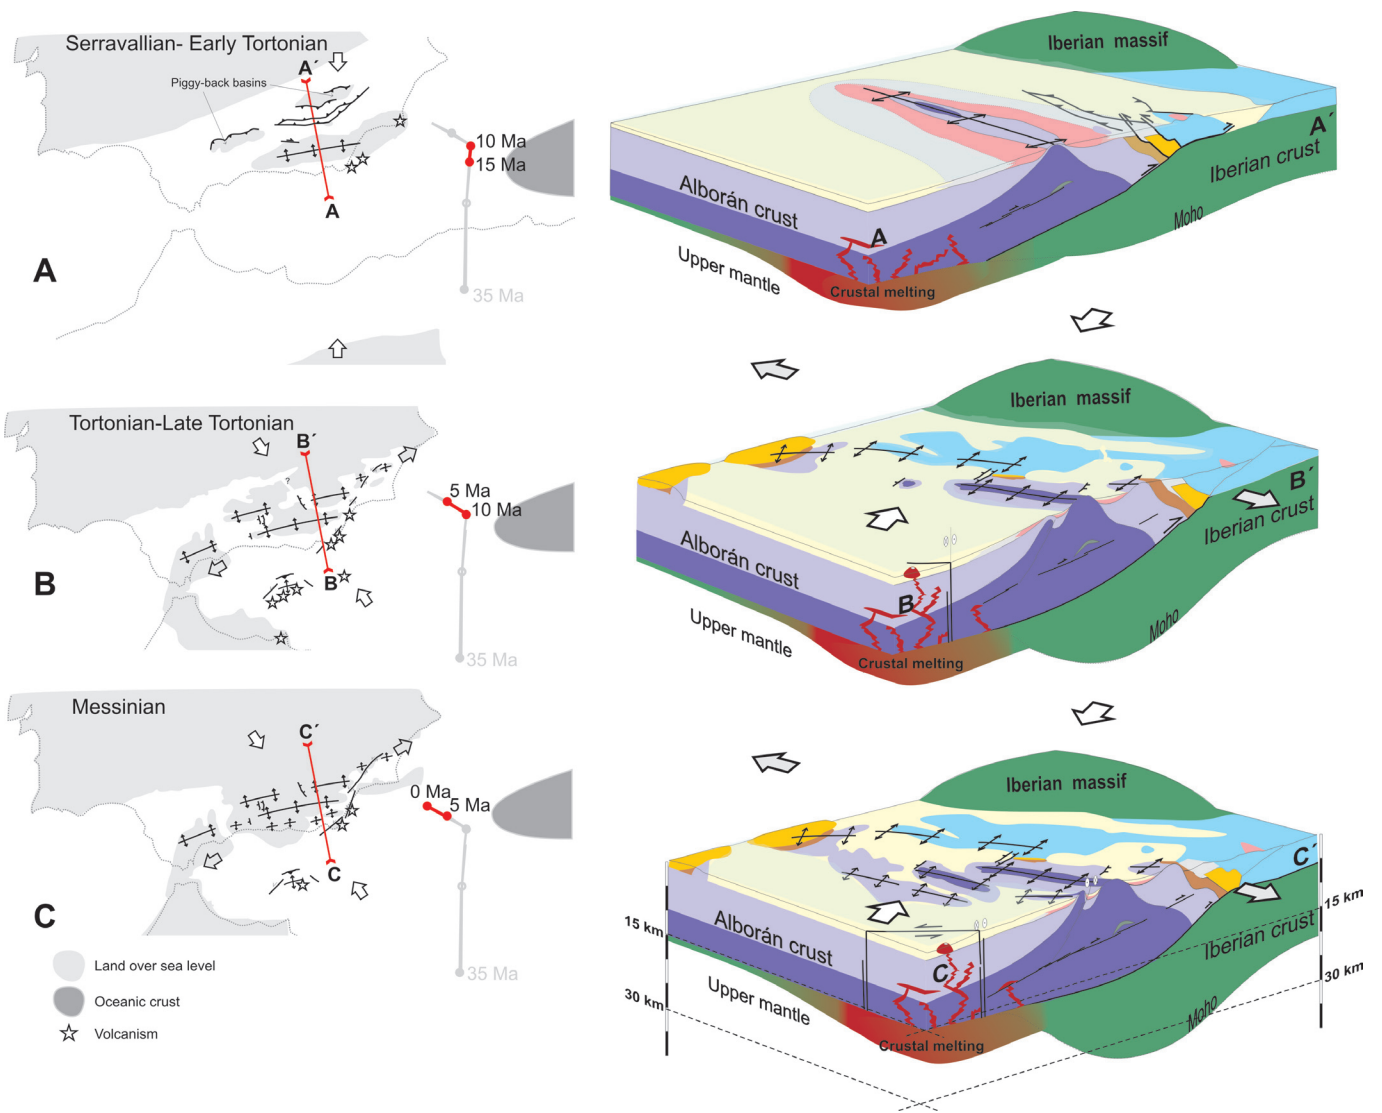 Serravallian- Early Tortonian
A´
Piggy-back basins
10 Ma
15 Ma
A
A
35 Ma
Iberian massif
A´
Iberian crust
Alborán crust
Moho
A
Upper mantle
Crustal melting
Tortonian-Late Tortonian
B´
?
5 Ma
10 Ma
B
B
35 Ma
Iberian massif
B´
Iberian crust
Alborán crust
B
Moho
Upper mantle
Crustal melting
Messinian
C´
0 Ma
5 Ma
C
C
35 Ma
Land over sea level
Oceanic crust
Volcanism
Iberian massif
C´
15 km
15 km
Alborán crust
Iberian crust
C
30 km
30 km
Upper mantle
Moho
Crustal melting